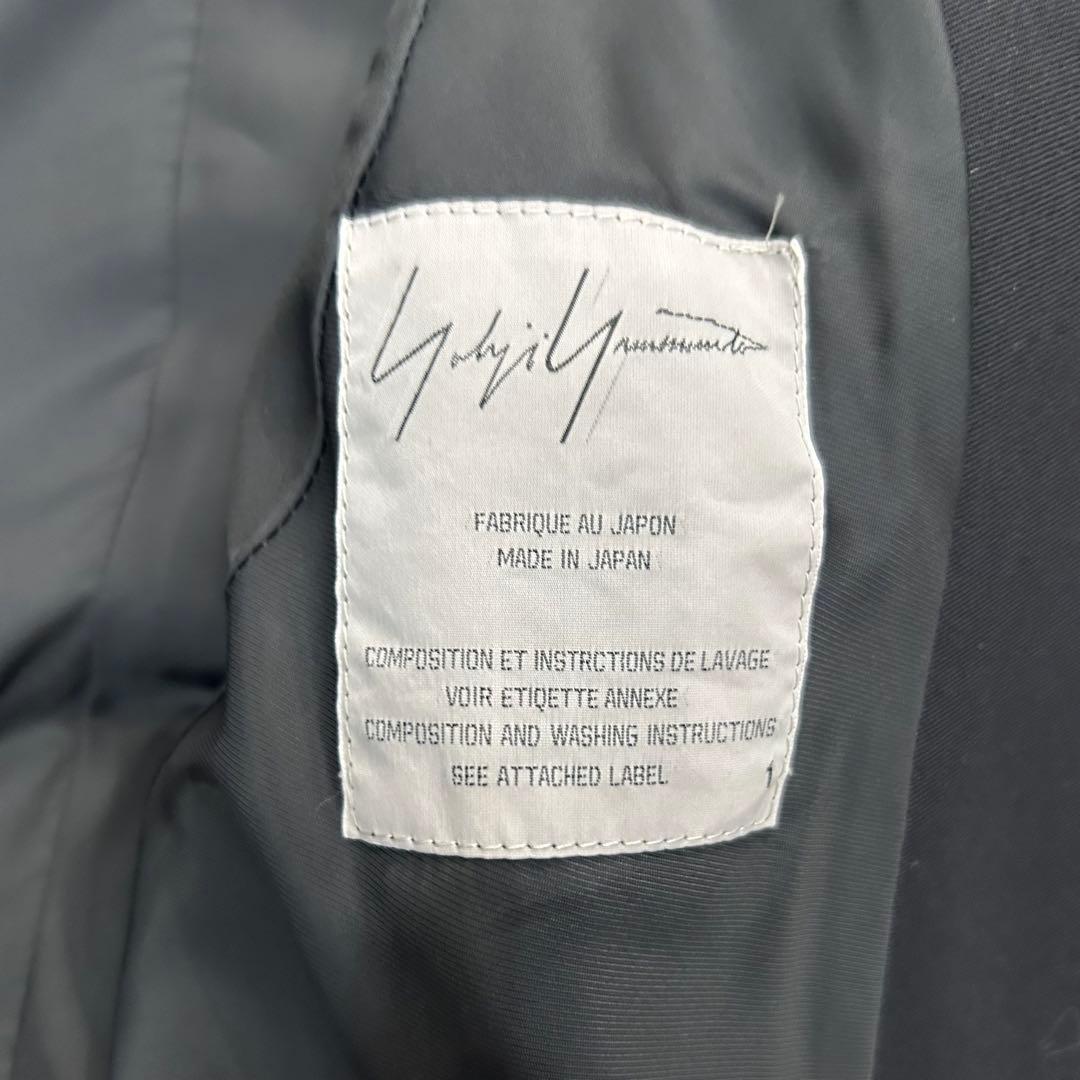 Yohji Yamamoto
FABRIQUE AU JAPON
MADE IN JAPAN
COMPOSITION ET INSTRCTIONS DE LAVAGE
VOIR ETIQETTE ANNEXE
COMPOSITION AND WASHING INSTRUCTIONS
SEE ATTACHED LABEL 1